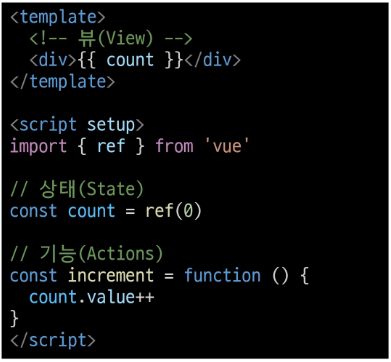 <template>
  <!-- 뷰(View) -->
  <div>{{ count }}</div>
</template>

<script setup>
import { ref } from 'vue'

// 상태(State)
const count = ref(0)

// 기능(Actions)
const increment = function () {
  count.value++
}
</script>